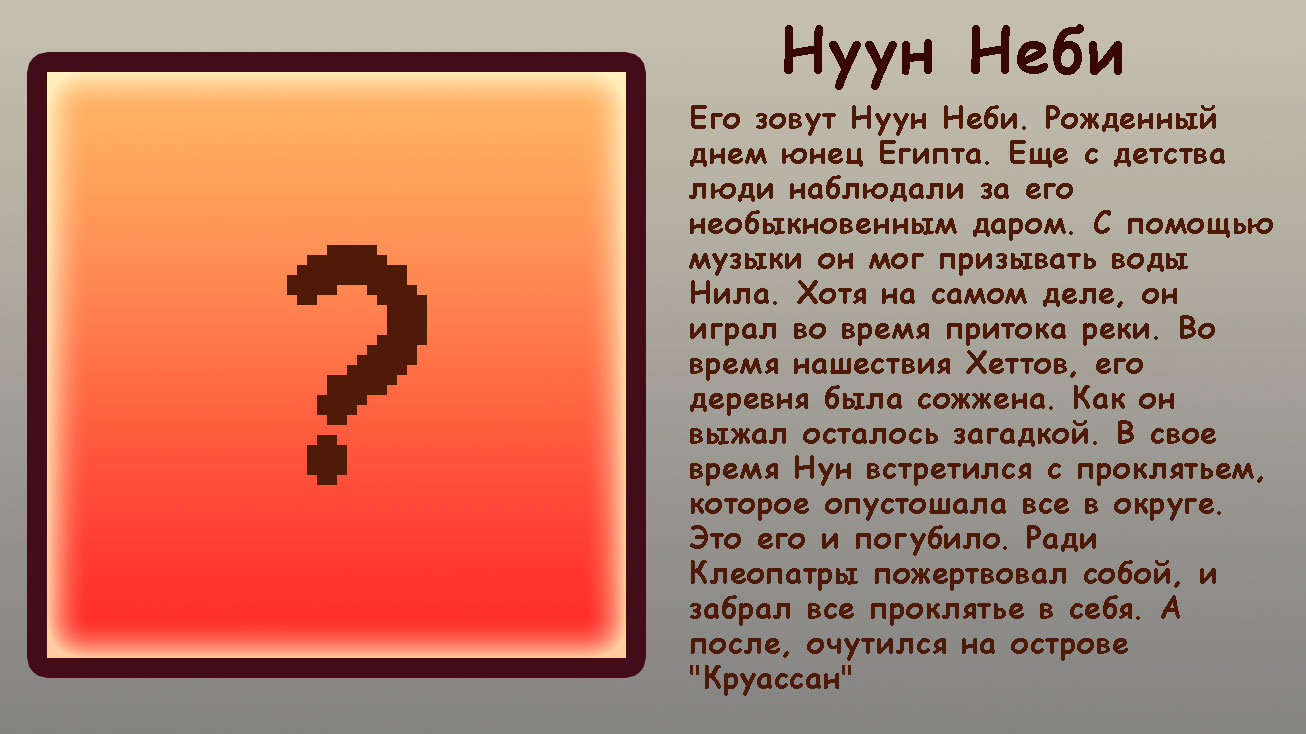 Нуун Неби
Его зовут Нуун Неби. Рожденный
днем юнец Египта. Еще с детства
люди наблюдали за его
необыкновенным даром. С помощью
музыки он мог призывать воды
Нила. Хотя на самом деле, он
играл во время притока реки. Во
время нашествия Хеттов, его
деревня была сожжена. Как он
выжал осталось загадкой. В свое
время Нун встретился с проклятьем,
которое опустошала все в округе.
Это его и погубило. Ради
Клеопатры пожертвовал собой, и
забрал все проклятье в себя. А
после, очутился на острове
"Круассан"
?